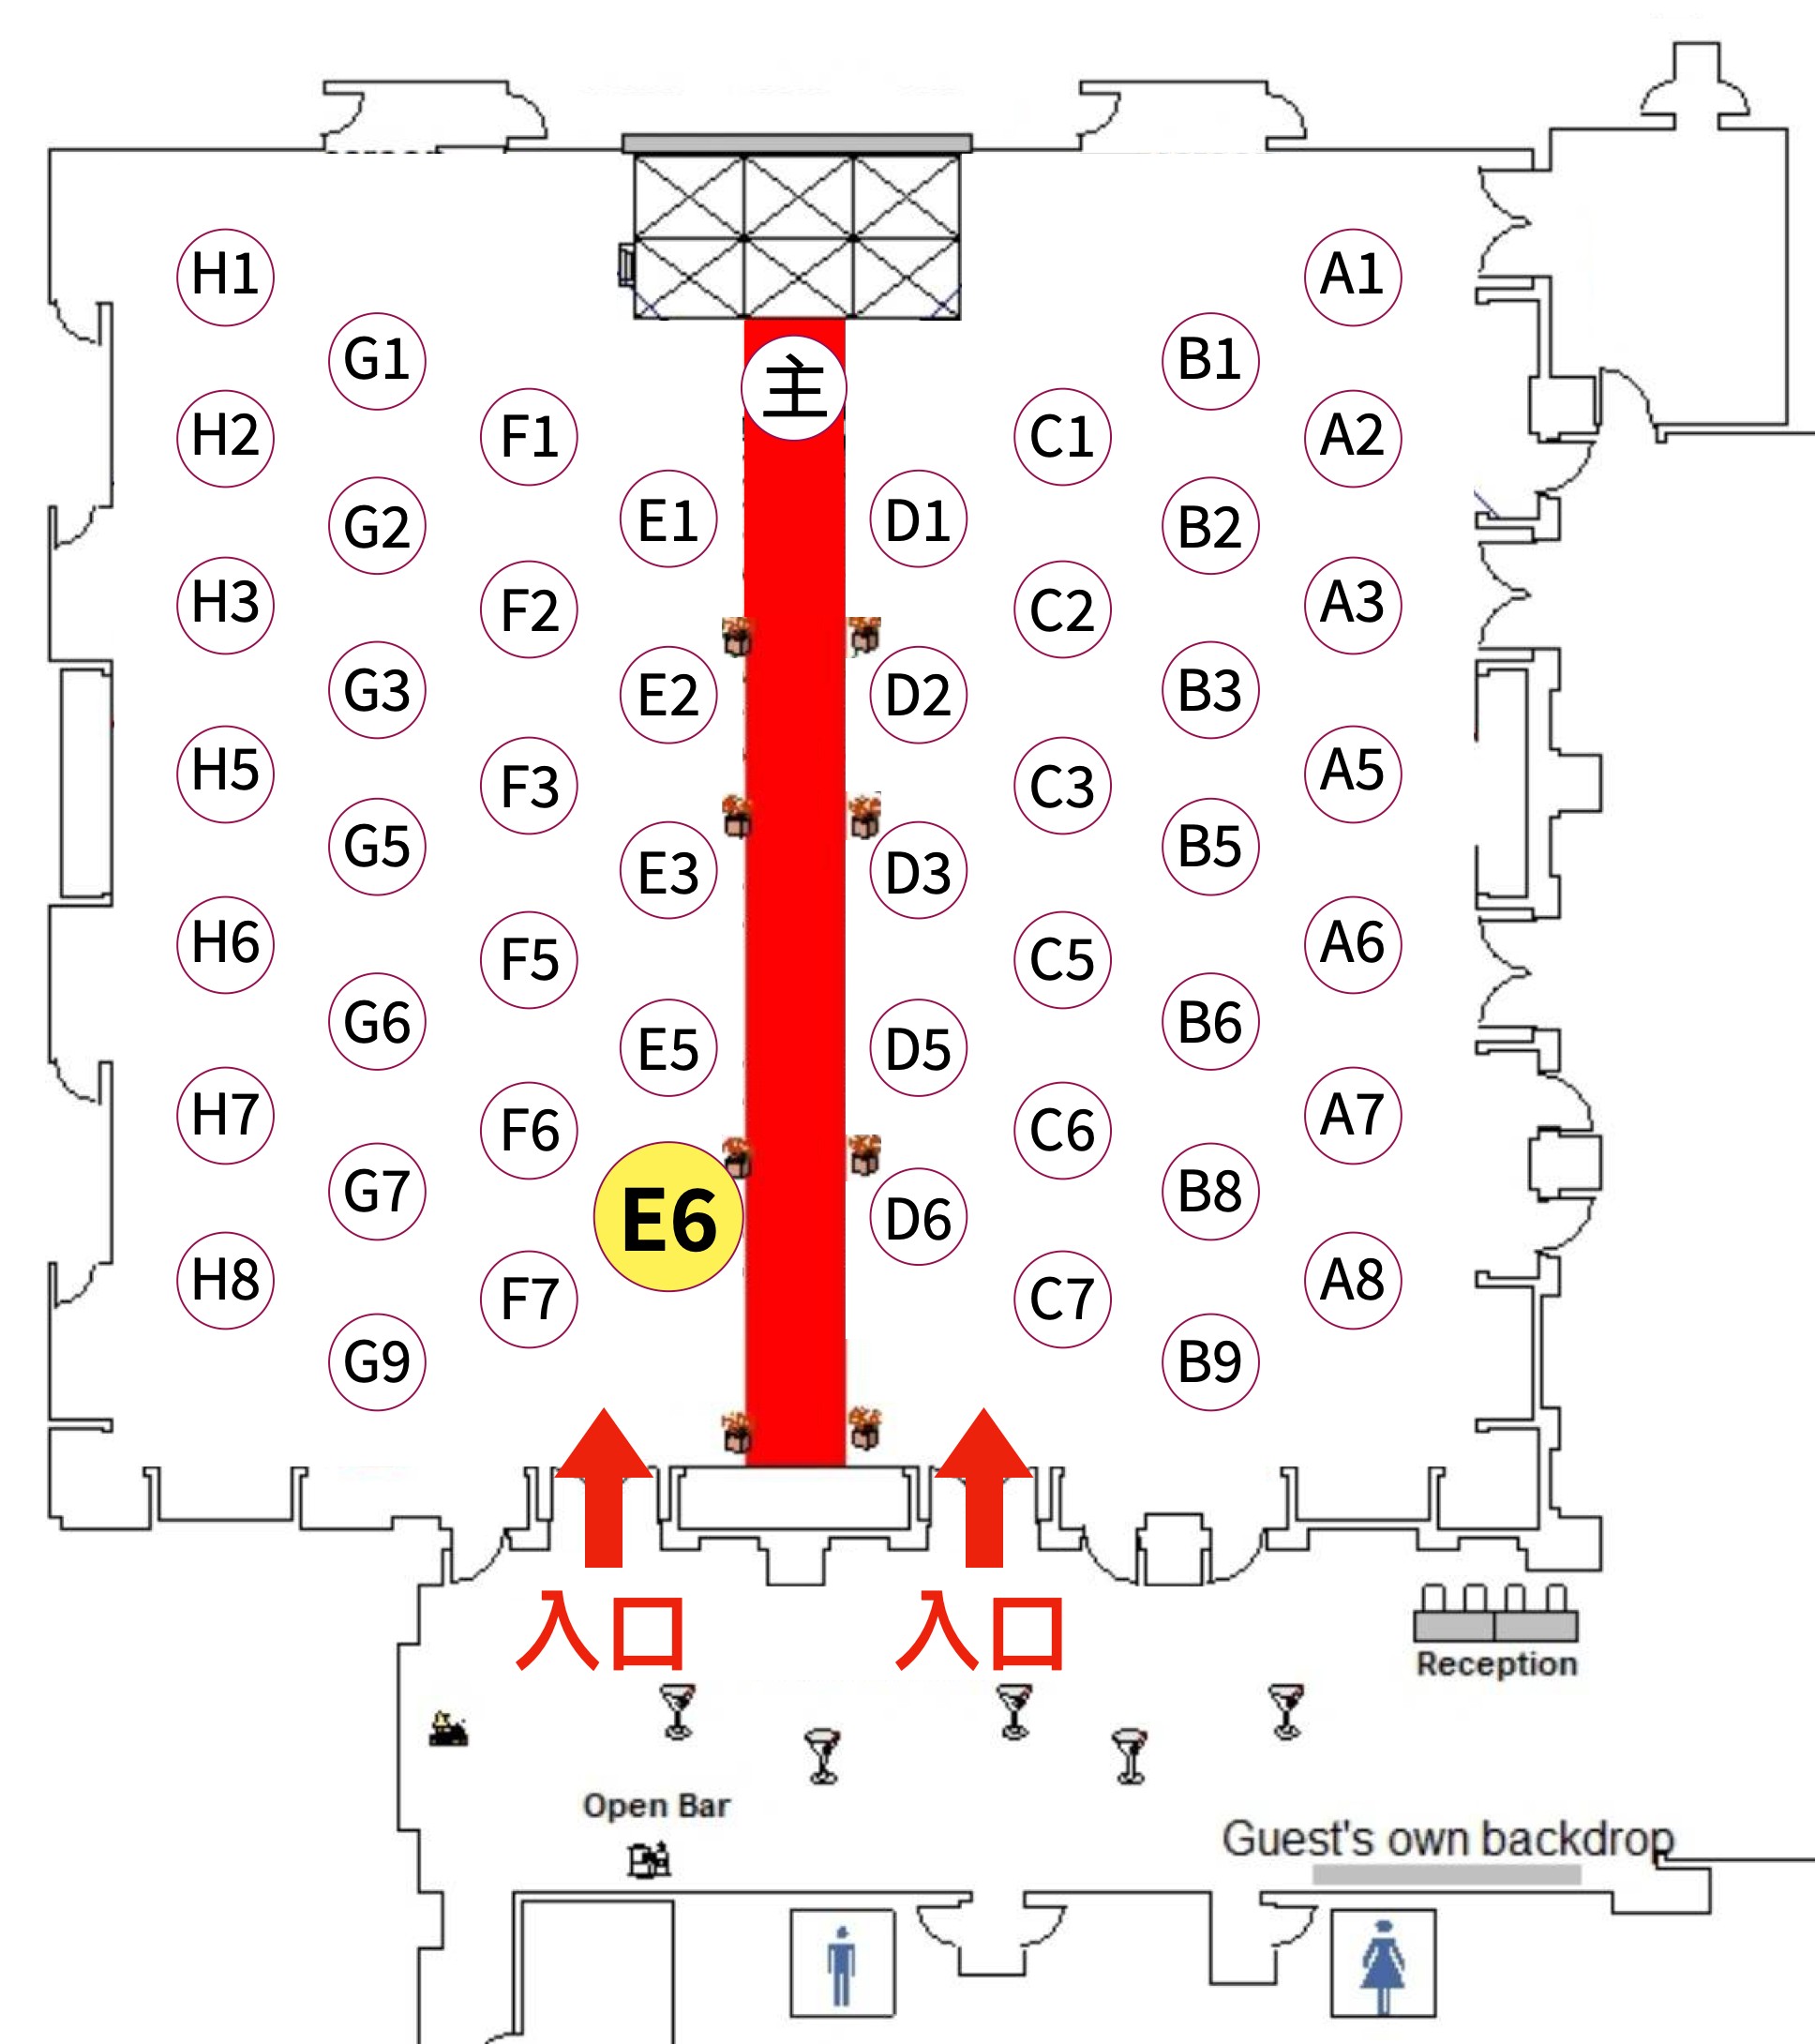 H1
A1
G1
B1
主
H2
F1
C1
A2
G2
E1
D1
B2
H3
F2
C2
A3
G3
E2
D2
B3
H5
F3
C3
A5
G5
E3
D3
B5
H6
F5
C5
A6
G6
E5
D5
B6
H7
F6
C6
A7
G7
E6
D6
B8
H8
F7
C7
A8
G9
B9
入口
入口
Reception
Open Bar
Guest's own backdrop